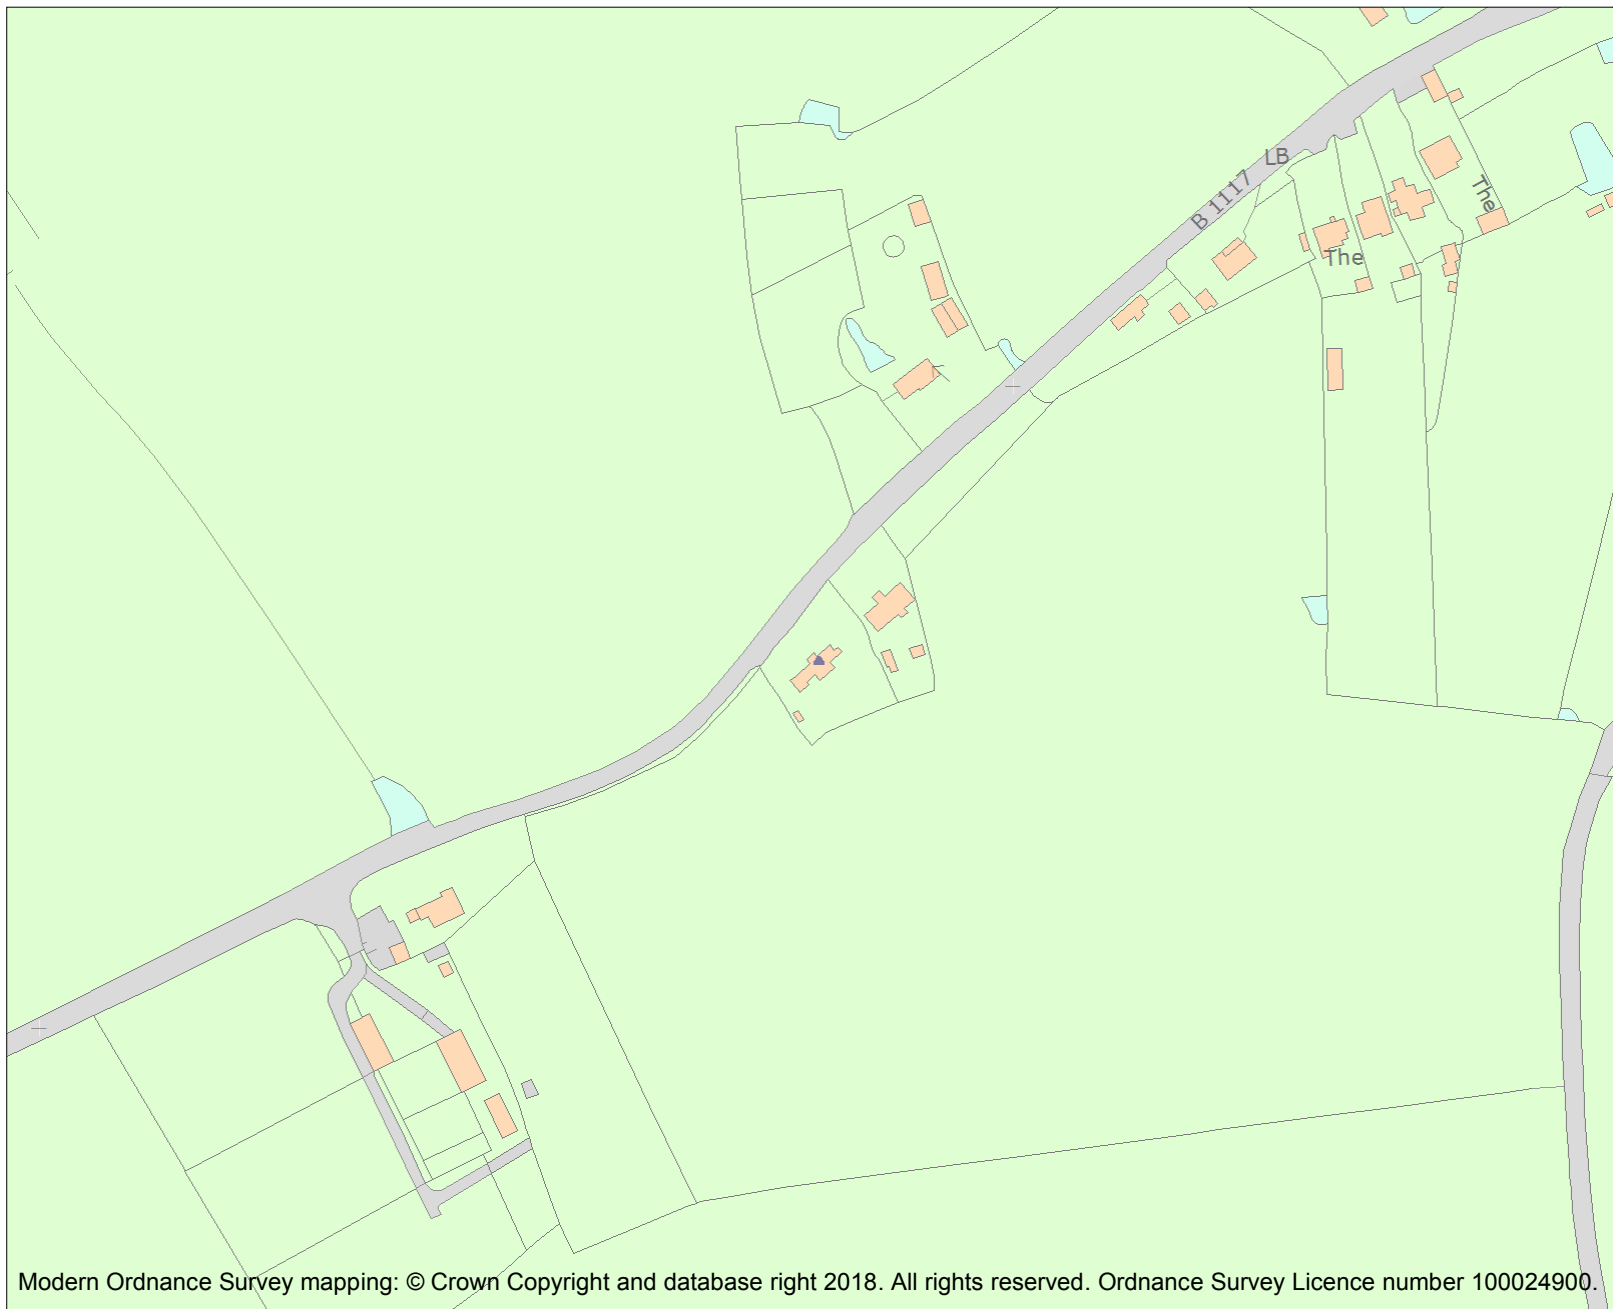 LB
B 1117
The
The
Modern Ordnance Survey mapping: © Crown Copyright and database right 2018. All rights reserved. Ordnance Survey Licence number 100024900.